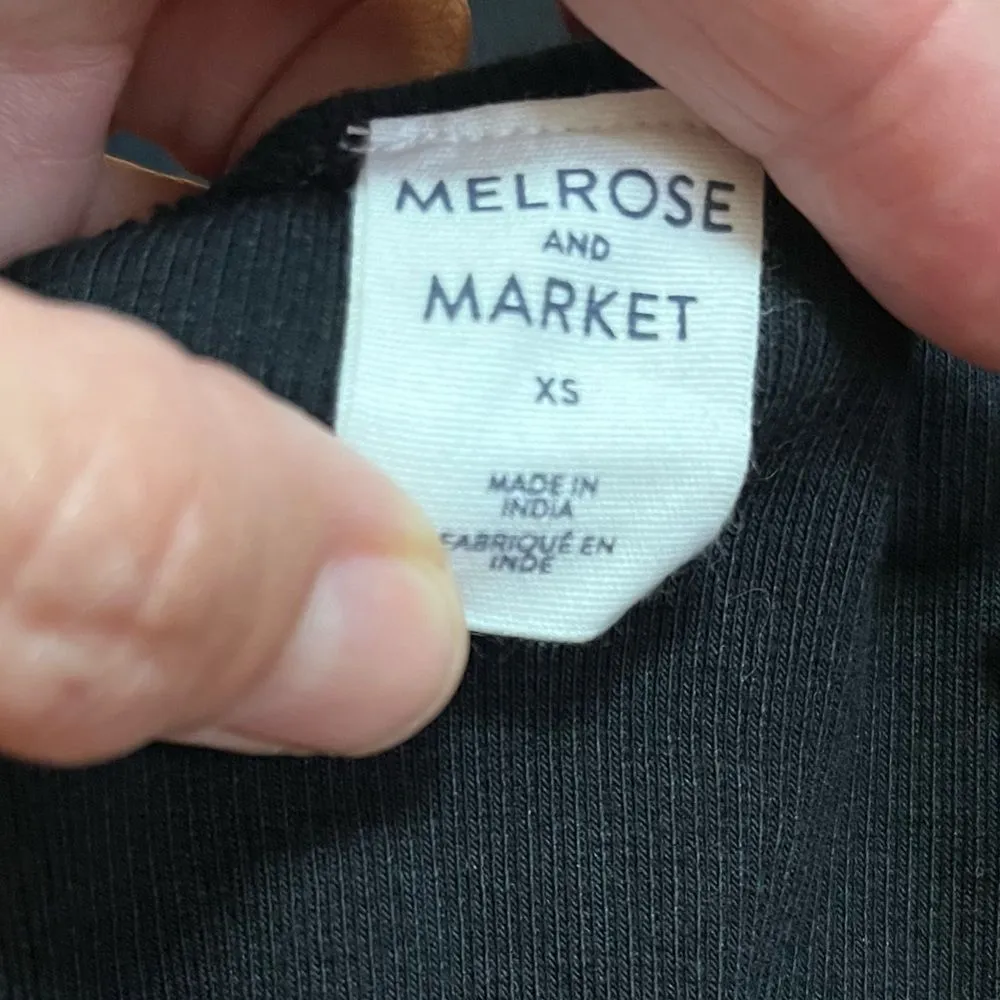 MELROSE
AND
MARKET
XS
MADE IN
INDIA
FABRIQUÉ EN
INDE